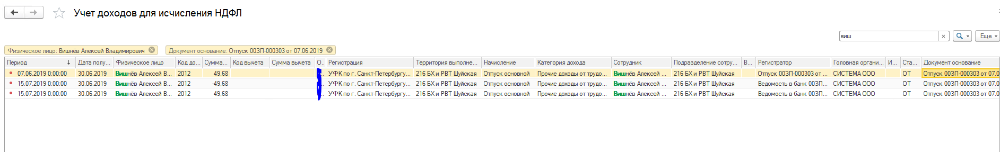 Учет доходов для исчисления НДФЛ
виш
Физическое лицо: Вишнёв Алексей Владимирович Документ основание: Отпуск 00ЗП-000303 от 07.06.2019
Период Дата полу... Физическое лицо Код до... Сумма... Код вычета Сумма вычета О... Регистрация Территория выполне... Начисление Категория дохода Сотрудник Подразделение сотру... В... Регистратор Головная органи... И... Ста... Документ основание
07.06.2019 0:00:00 30.06.2019 Вишнёв Алексей В... 2012 49,68 УФК по г. Санкт-Петербургу... 216 БХ и РВТ Шуйская Отпуск основной Прочие доходы от трудо... Вишнёв Алексей ... 216 БХ и РВТ Шуйская Отпуск 00ЗП-000303 от ... СИСТЕМА ООО ОТ Отпуск 00ЗП-000303 от 07.0
15.07.2019 0:00:00 30.06.2019 Вишнёв Алексей В... 2012 -49,68 УФК по г. Санкт-Петербургу... 216 БХ и РВТ Шуйская Отпуск основной Прочие доходы от трудо... Вишнёв Алексей ... 216 БХ и РВТ Шуйская Ведомость в банк 00ЗП... СИСТЕМА ООО ОТ Отпуск 00ЗП-000303 от 07.0
15.07.2019 0:00:00 30.06.2019 Вишнёв Алексей В... 2012 49,68 УФК по г. Санкт-Петербургу... 216 БХ и РВТ Шуйская Отпуск основной Прочие доходы от трудо... Вишнёв Алексей ... 216 БХ и РВТ Шуйская Ведомость в банк 00ЗП... СИСТЕМА ООО ОТ Отпуск 00ЗП-000303 от 07.0
Еще